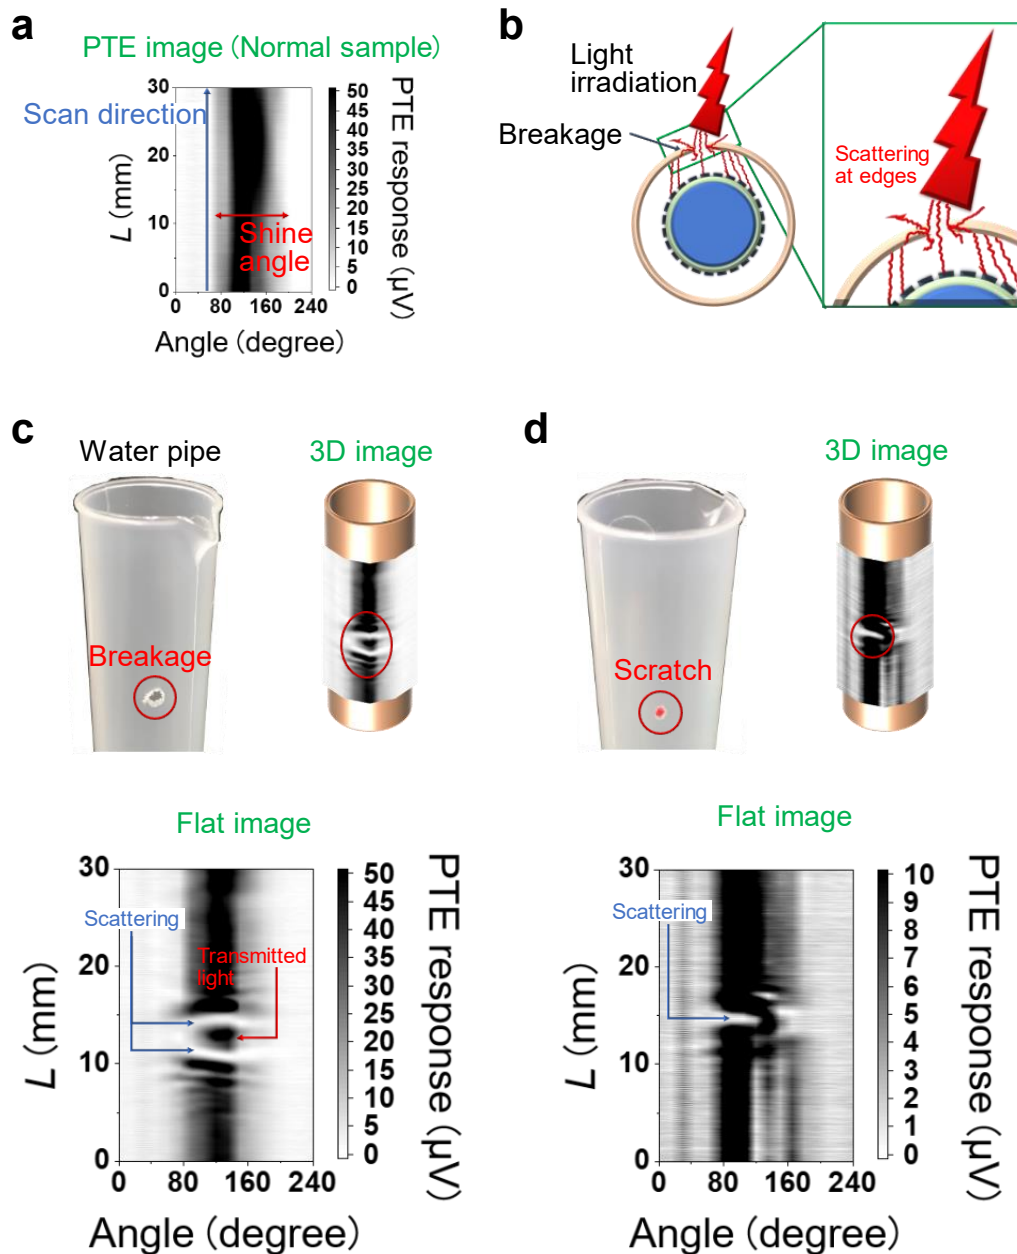 a
PTE image (Normal sample)
Scan direction
Shine
angle
30
20
10
0
L (mm)
0
80
160
240
Angle (degree)
50
45
40
35
30
25
20
15
10
5
0
PTE response (µV)
b
Light
irradiation
Breakage
Scattering
at edges
c
Water pipe
3D image
Breakage
Flat image
Scattering
Transmitted
light
30
20
10
0
L (mm)
0
80
160
240
Angle (degree)
50
45
40
35
30
25
20
15
10
5
0
PTE response (µV)
d
3D image
Scratch
Flat image
Scattering
30
20
10
0
L (mm)
0
80
160
240
Angle (degree)
10
9
8
7
6
5
4
3
2
1
0
PTE response (µV)